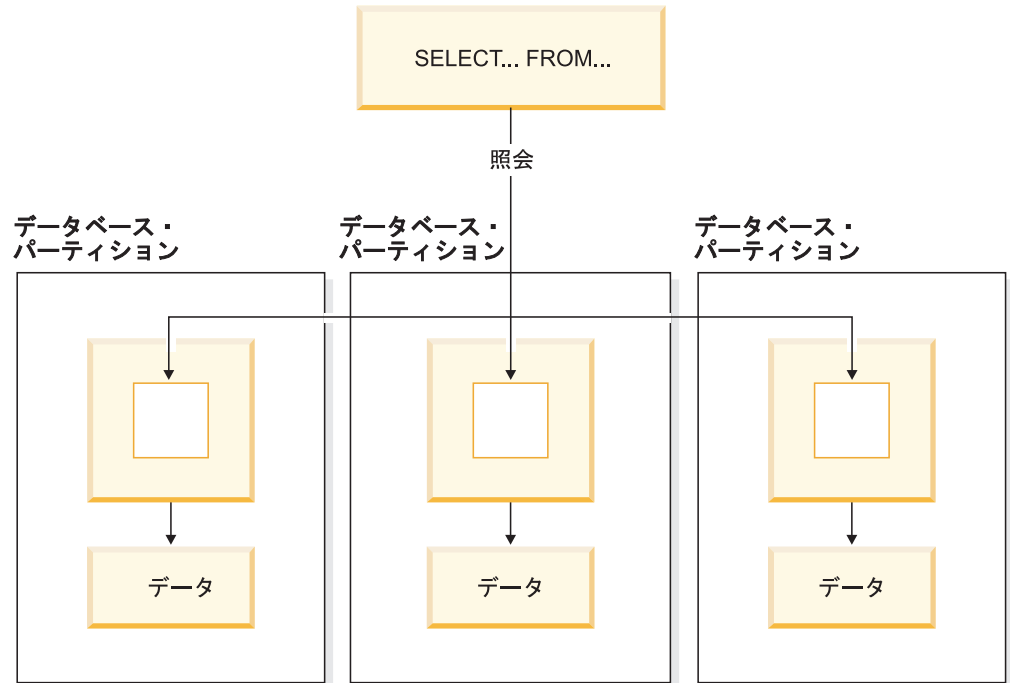 SELECT... FROM...
照会
データベース・
パーティション
データベース・
パーティション
データベース・
パーティション
データ
データ
データ